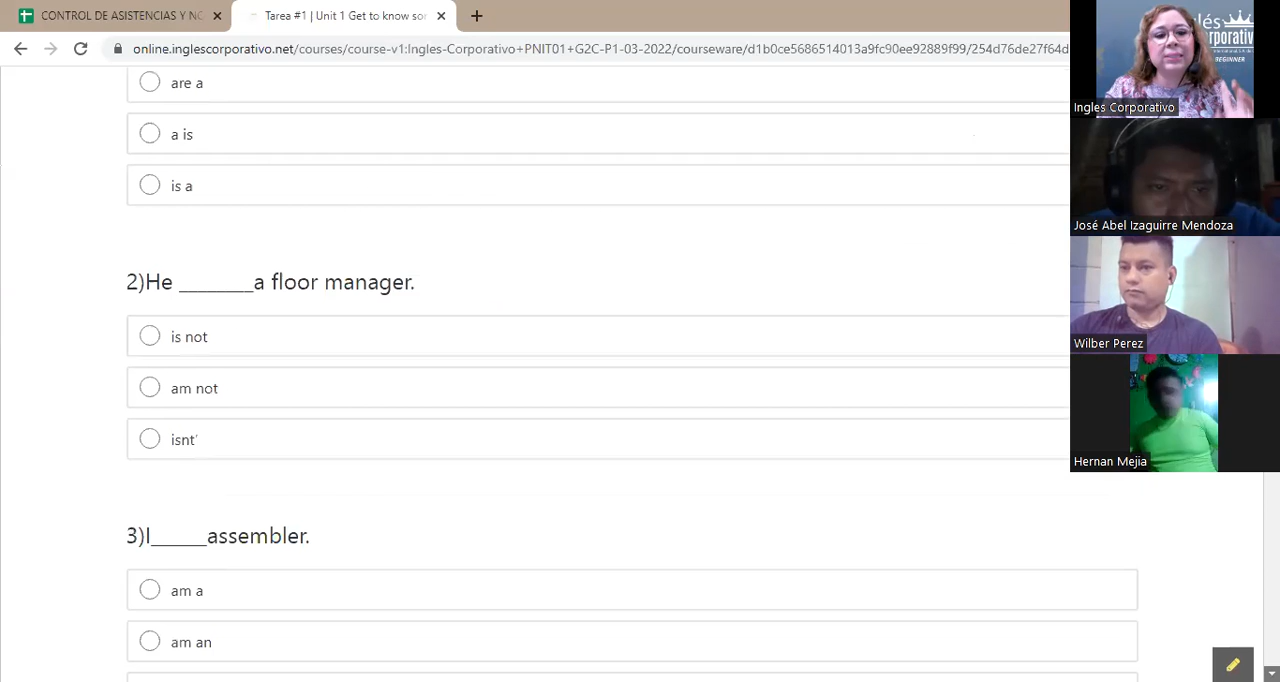 CONTROL DE ASISTENCIAS Y NO
Tarea #1 | Unit 1 Get to know sor
online.inglescorporativo.net/courses/course-v1:Ingles-Corporativo+PNIT01+G2C-P1-03-2022/courseware/d1b0ce5686514013a9fc90ee92889f99/254d76de27f64d
are a
a is
is a
2)He ________a floor manager.
is not
am not
isnt'
3)I______assembler.
am a
am an
BEGINNER
Ingles Corporativo
José Abel Izaguirre Mendoza
Wilber Perez
Hernan Mejia